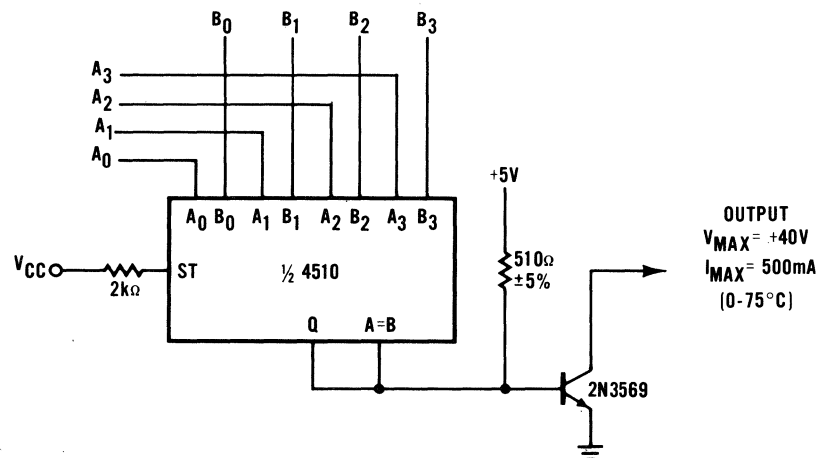 B0 B1 B2 B3
A3
A2
A1
A0
+5V
A0 B0 A1 B1 A2 B2 A3 B3
OUTPUT
VMAX= +40V
IMAX= 500mA
(0-75°C)
VCC
2kΩ
ST
½ 4510
510Ω
±5%
Q A=B
2N3569